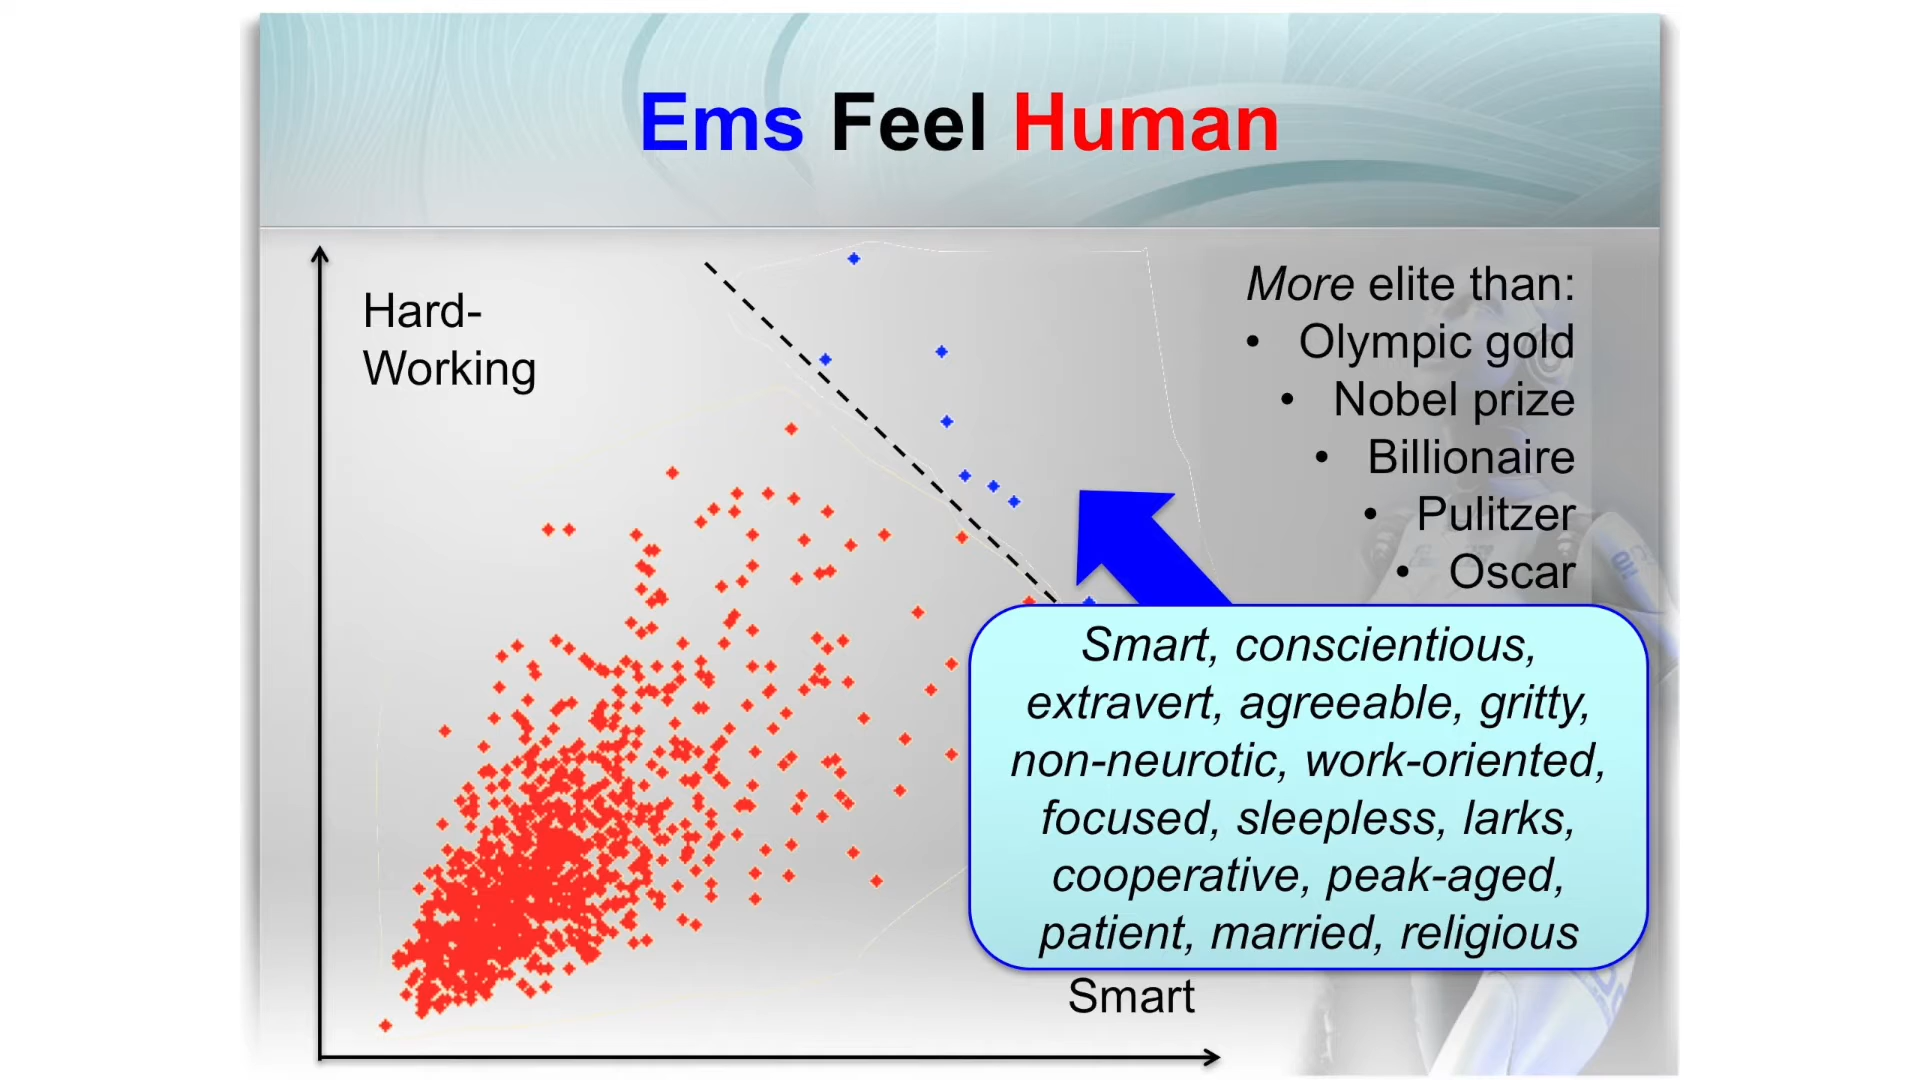 Ems Feel Human
Hard-
Working
More elite than:
• Olympic gold
• Nobel prize
• Billionaire
• Pulitzer
• Oscar
Smart, conscientious,
extravert, agreeable, gritty,
non-neurotic, work-oriented,
focused, sleepless, larks,
cooperative, peak-aged,
patient, married, religious
Smart